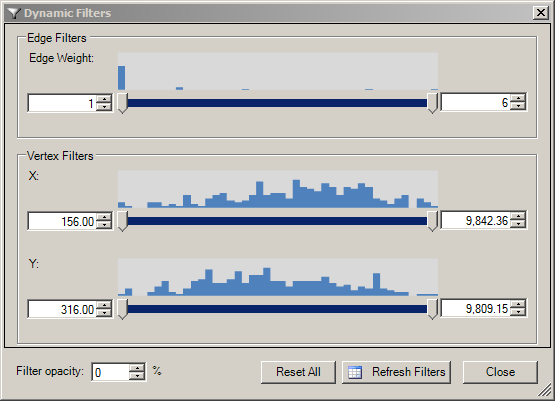 Dynamic Filters
Edge Filters
Edge Weight:
1
6
Vertex Filters
X:
156.00
9,842.36
Y:
316.00
9,809.15
Filter opacity: 0 %
Reset All
Refresh Filters
Close